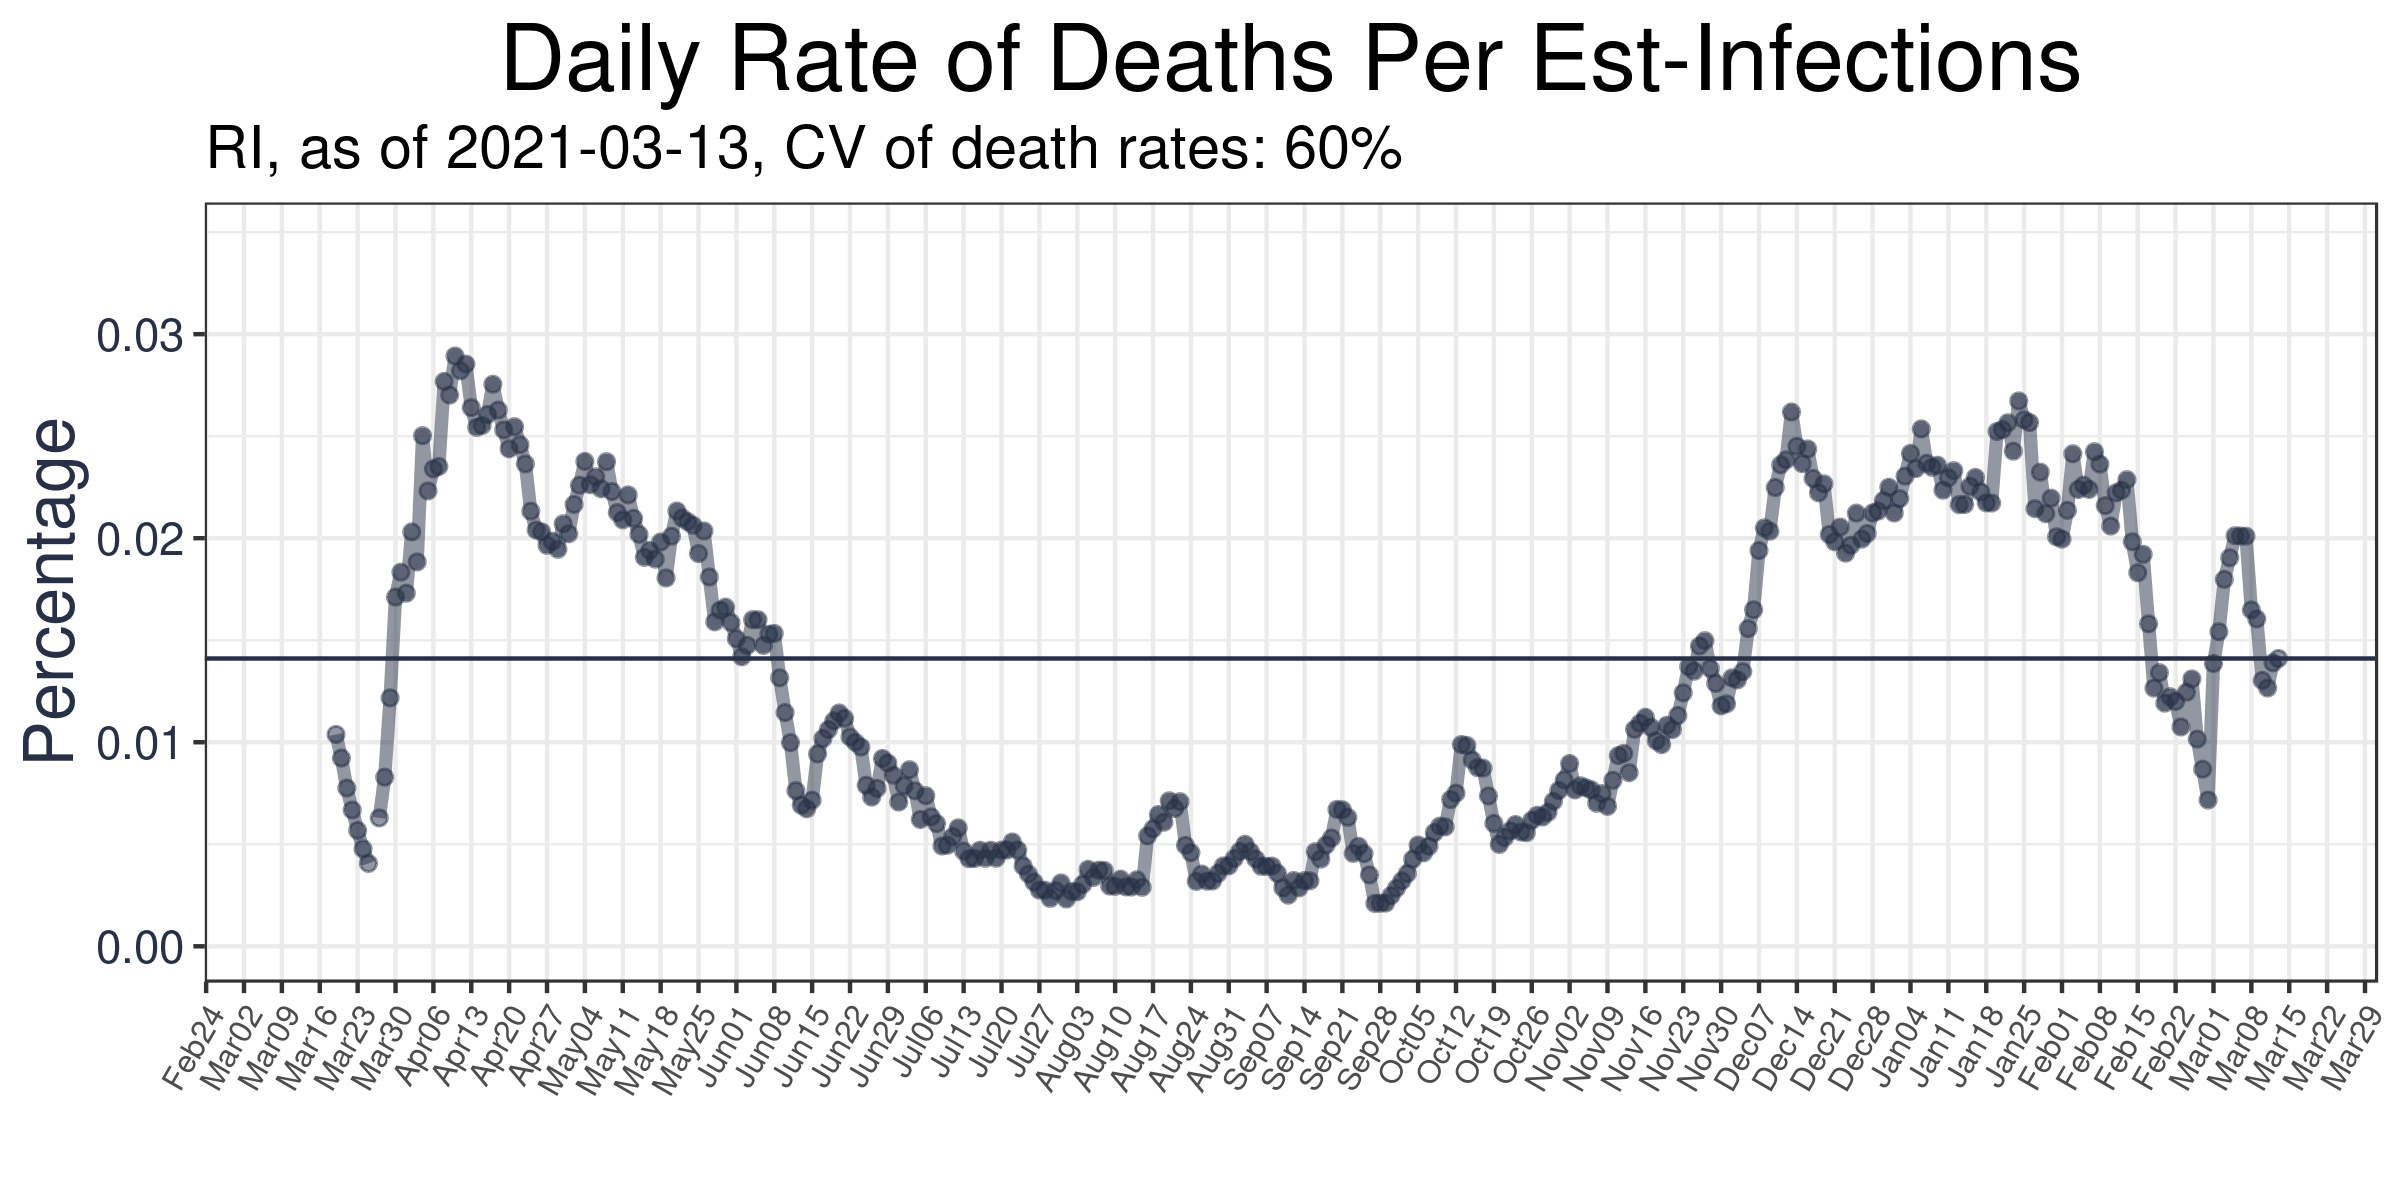 Daily Rate of Deaths Per Est-Infections
RI, as of 2021-03-13, CV of death rates: 60%
Percentage
0.03
0.02
0.01
0.00
Feb24 Mar02 Mar09 Mar16 Mar23 Mar30 Apr06 Apr13 Apr20 Apr27 May04 May11 May18 May25 Jun01 Jun08 Jun15 Jun22 Jun29 Jul06 Jul13 Jul20 Jul27 Aug03 Aug10 Aug17 Aug24 Aug31 Sep07 Sep14 Sep21 Sep28 Oct05 Oct12 Oct19 Oct26 Nov02 Nov09 Nov16 Nov23 Nov30 Dec07 Dec14 Dec21 Dec28 Jan04 Jan11 Jan18 Jan25 Feb01 Feb08 Feb15 Feb22 Mar01 Mar08 Mar15 Mar22 Mar29